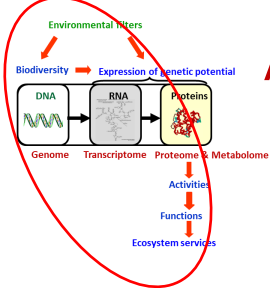 Environmental filters
Biodiversity
Expression of genetic potential
DNA
RNA
Proteins
Genome
Transcriptome
Proteome & Metabolome
Activities
Functions
Ecosystem services